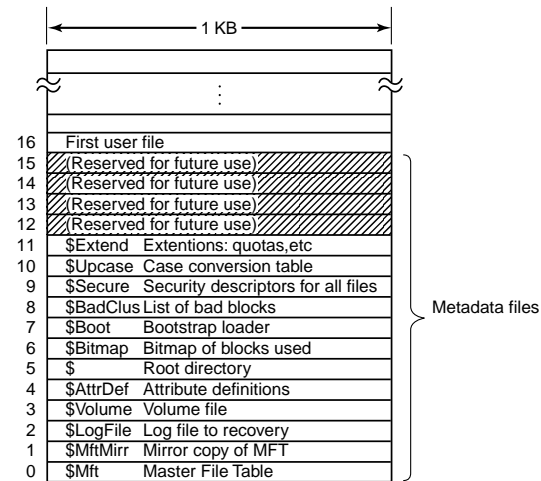 1 KB
16 First user file
15 (Reserved for future use)
14 (Reserved for future use)
13 (Reserved for future use)
12 (Reserved for future use)
11 $Extend Extentions: quotas,etc
10 $Upcase Case conversion table
9 $Secure Security descriptors for all files
8 $BadClus List of bad blocks
7 $Boot Bootstrap loader
6 $Bitmap Bitmap of blocks used
5 $ Root directory
4 $AttrDef Attribute definitions
3 $Volume Volume file
2 $LogFile Log file to recovery
1 $MftMirr Mirror copy of MFT
0 $Mft Master File Table
Metadata files